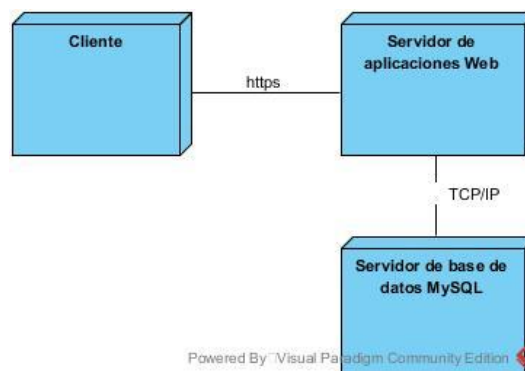 Cliente
Servidor de
aplicaciones Web
https
TCP/IP
Servidor de base de
datos MySQL
Powered By Visual Paradigm Community Edition